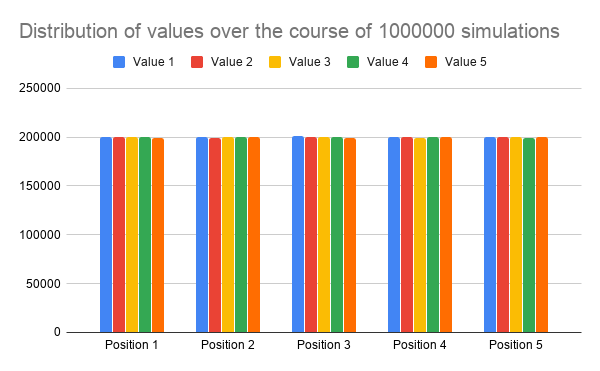 Distribution of values over the course of 1000000 simulations
Value 1 Value 2 Value 3 Value 4 Value 5
250000
200000
150000
100000
50000
0
Position 1 Position 2 Position 3 Position 4 Position 5